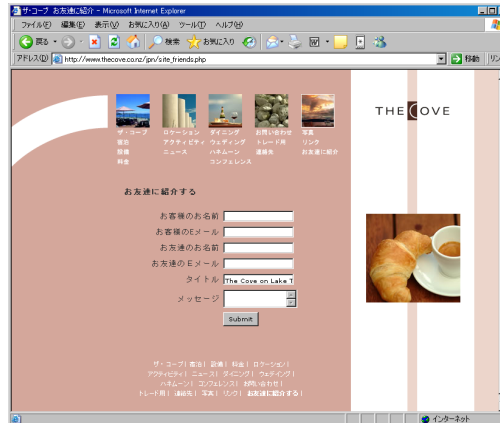 ザ・コーブ お友達に紹介 - Microsoft Internet Explorer
ファイル(F) 編集(E) 表示(V) お気に入り(A) ツール(T) ヘルプ(H)
戻る 検索 お気に入り
アドレス(D) http://www.thecove.co.nz/jpn/site_friends.php 移動 リン
THE COVE
ザ・コーブ ロケーション ダイニング お問い合わせ 写真
宿泊 アクティビティ ウェディング トレード用 リンク
設備 ニュース ハネムーン 連絡先 お友達に紹介
料金 コンフェレンス
お友達に紹介する
お客様のお名前
お客様のEメール
お友達のお名前
お友達のEメール
タイトル The Cove on Lake T
メッセージ
Submit
ザ・コーブ| 宿泊| 設備| 料金| ロケーション|
アクティビティ| ニュース| ダイニング| ウェディング|
ハネムーン| コンフェレンス| お問い合わせ|
トレード用| 連絡先| 写真| リンク| お友達に紹介する|
インターネット